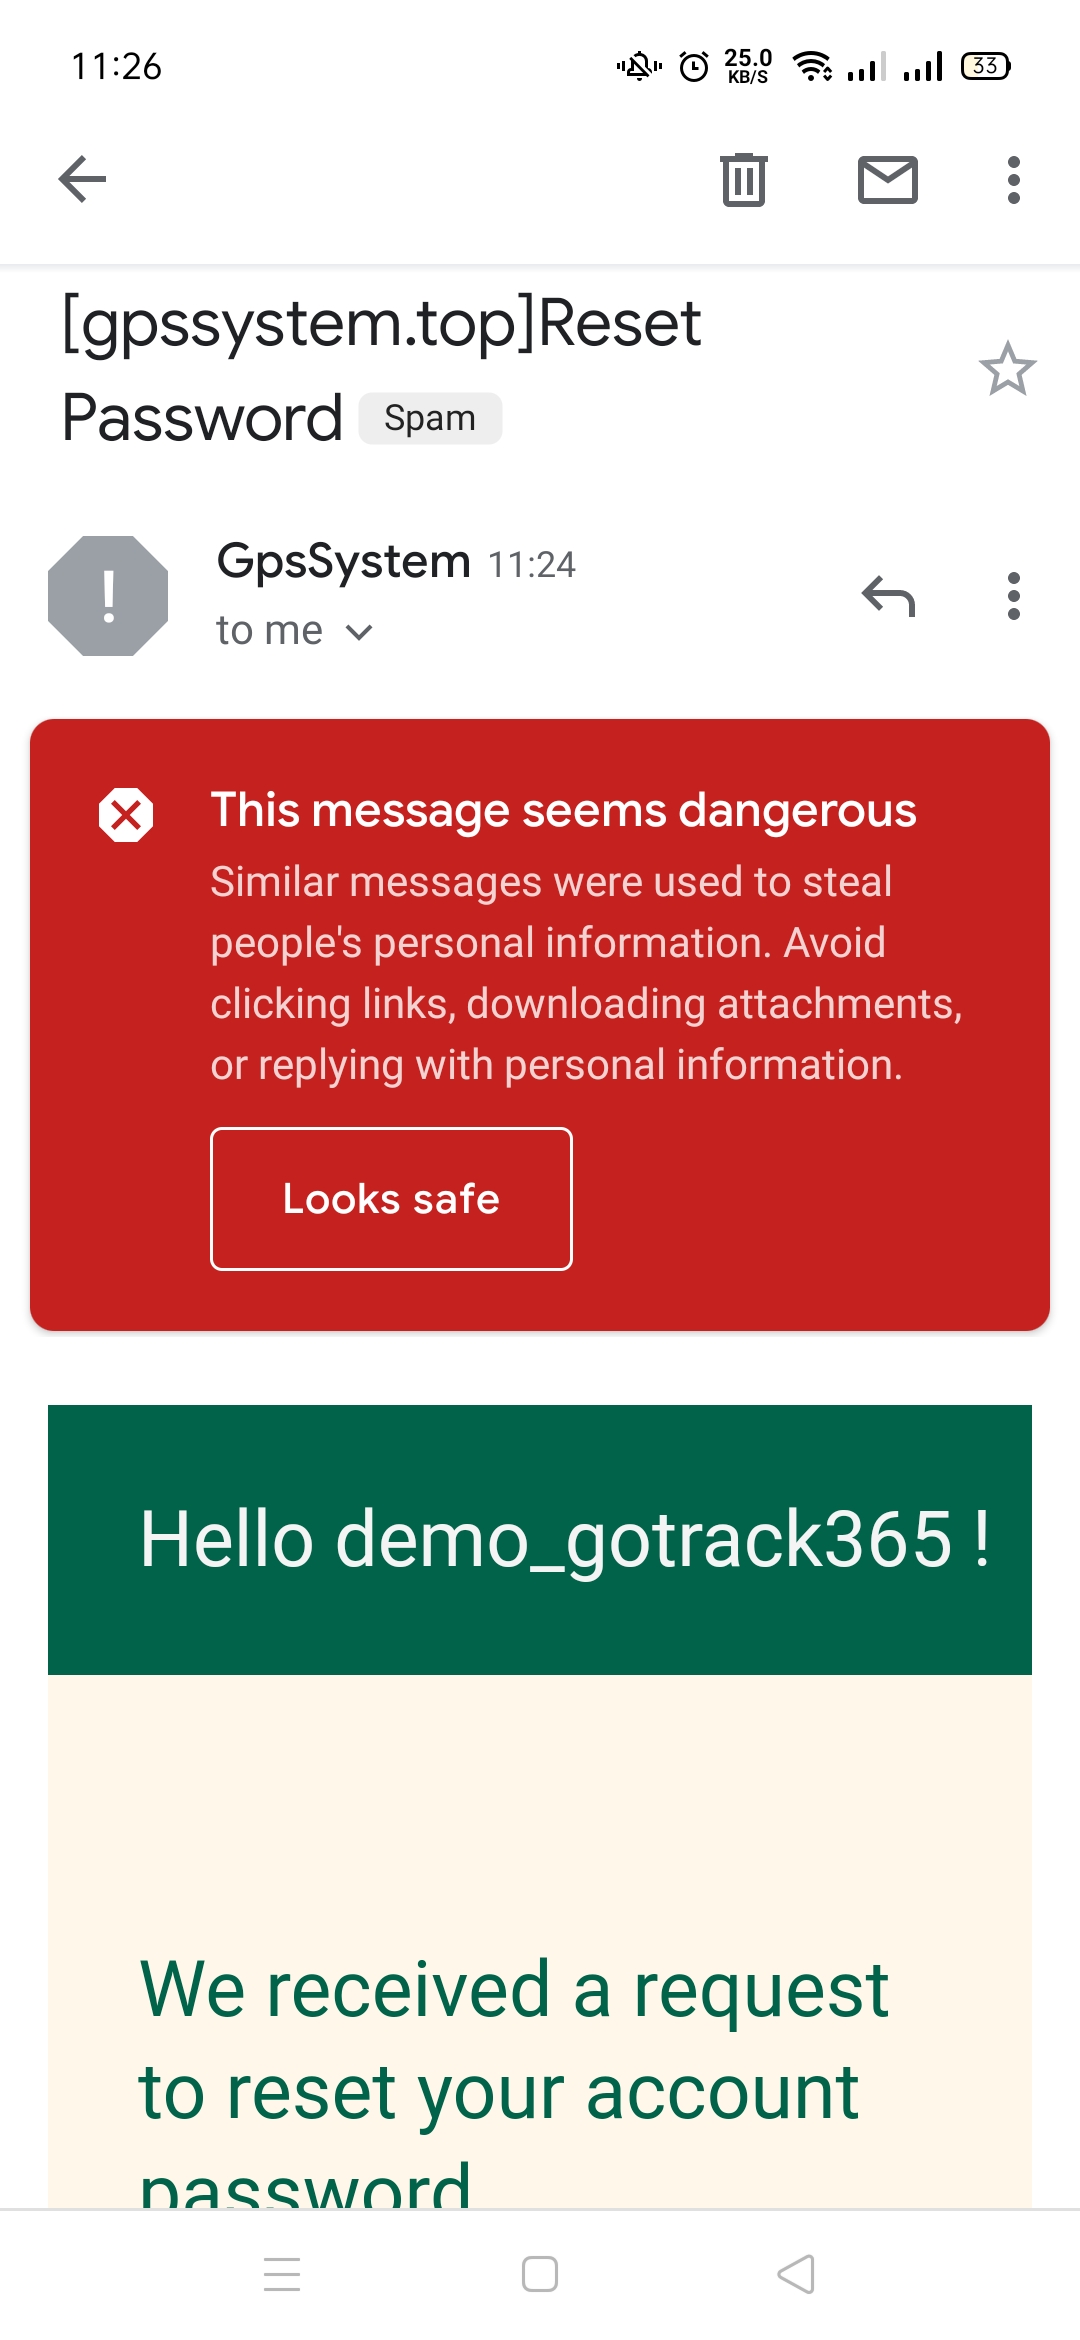 11:26
25.0
KB/S
33
[gpssystem.top]Reset
Password Spam
GpsSystem 11:24
to me
This message seems dangerous
Similar messages were used to steal
people's personal information. Avoid
clicking links, downloading attachments,
or replying with personal information.
Looks safe
Hello demo_gotrack365 !
We received a request
to reset your account
password